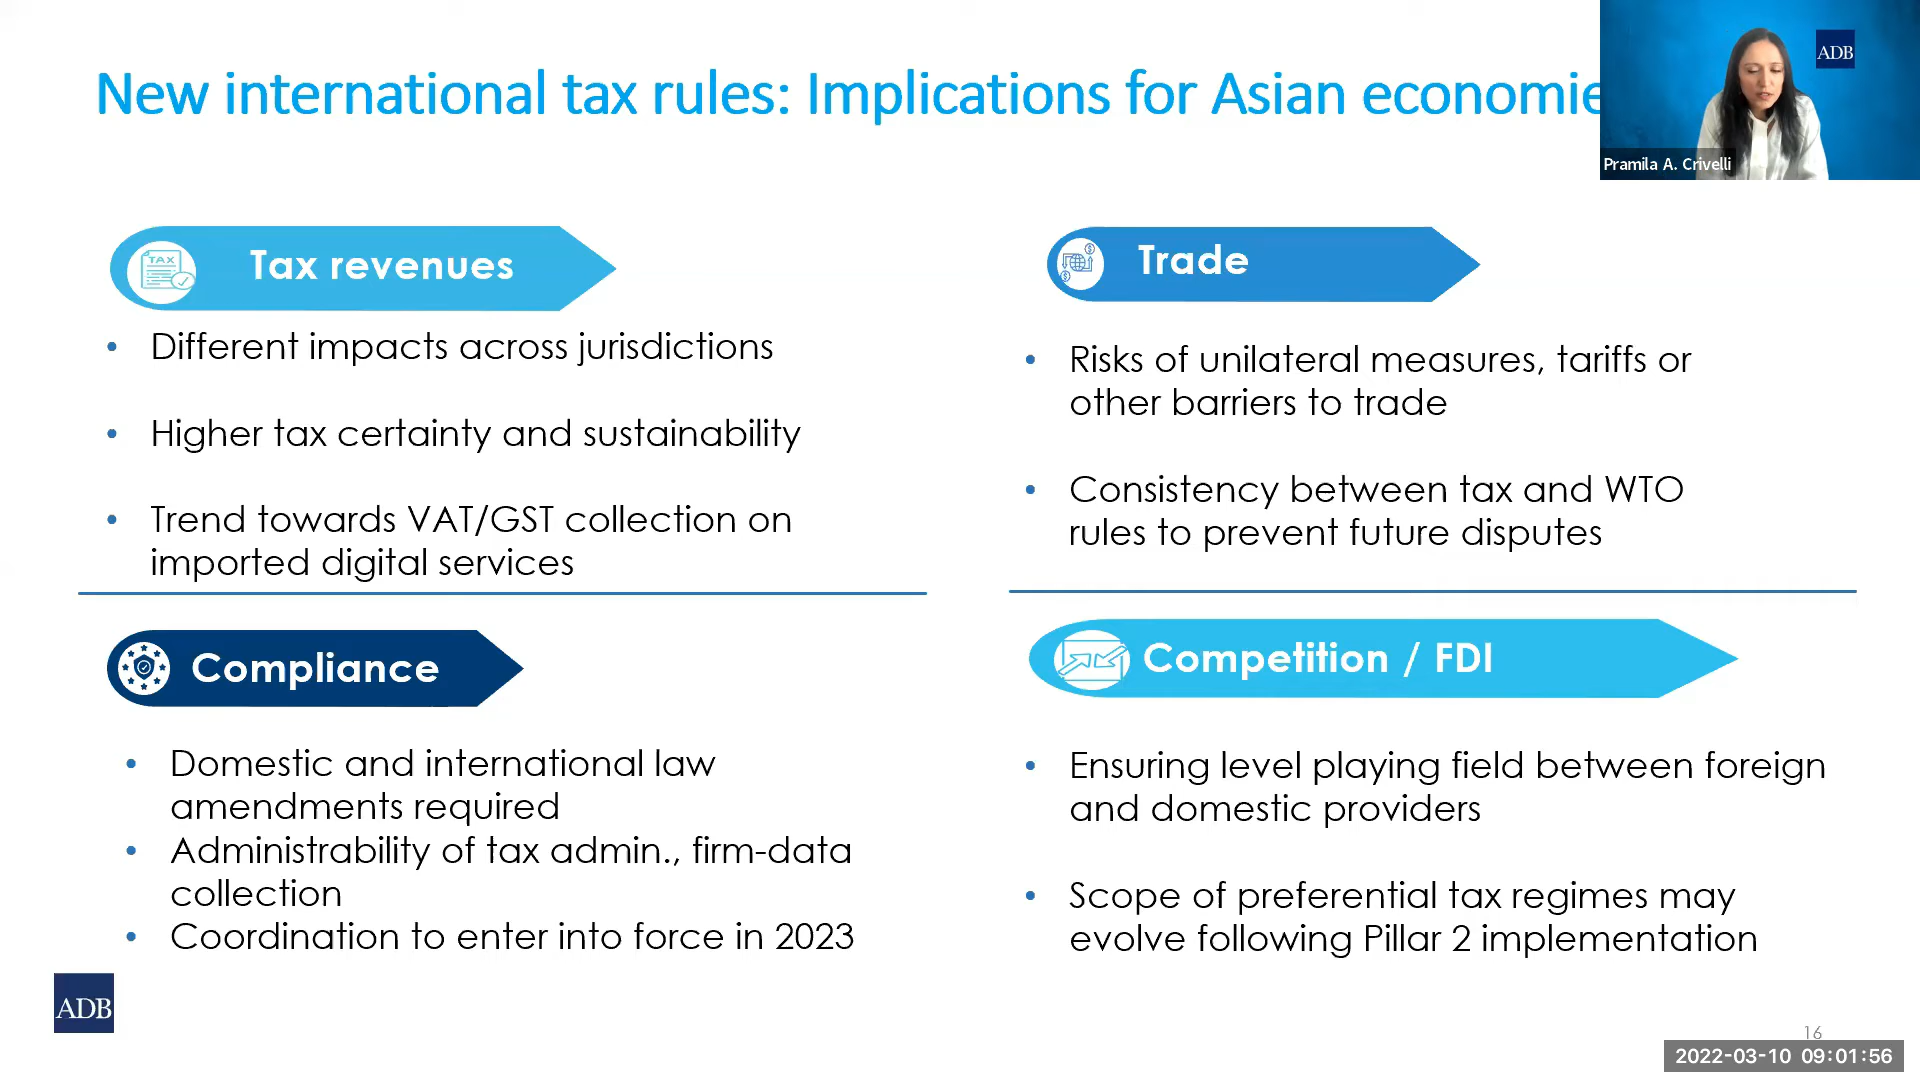 New international tax rules: Implications for Asian economie
ADB
Pramila A. Crivelli
TAX
Tax revenues
• Different impacts across jurisdictions
• Higher tax certainty and sustainability
• Trend towards VAT/GST collection on
imported digital services
Trade
• Risks of unilateral measures, tariffs or
other barriers to trade
• Consistency between tax and WTO
rules to prevent future disputes
Compliance
• Domestic and international law
amendments required
• Administrability of tax admin., firm-data
collection
• Coordination to enter into force in 2023
Competition / FDI
• Ensuring level playing field between foreign
and domestic providers
• Scope of preferential tax regimes may
evolve following Pillar 2 implementation
ADB
16
2022-03-10 09:01:56